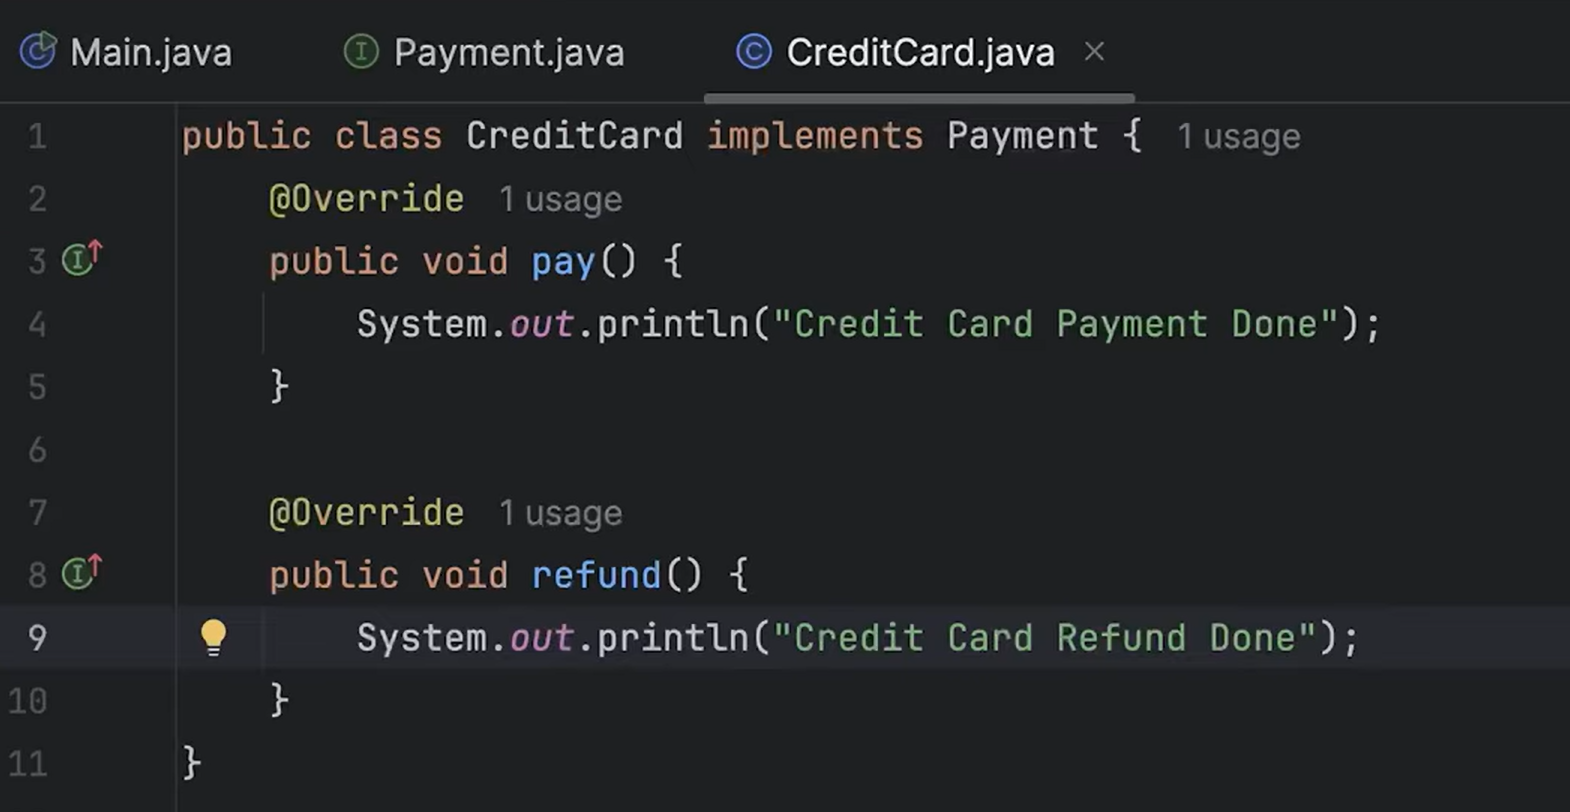 Main.java Payment.java CreditCard.java
1 public class CreditCard implements Payment { 1 usage
2 @Override 1 usage
3 public void pay() {
4 System.out.println("Credit Card Payment Done");
5 }
6
7 @Override 1 usage
8 public void refund() {
9 System.out.println("Credit Card Refund Done");
10 }
11 }